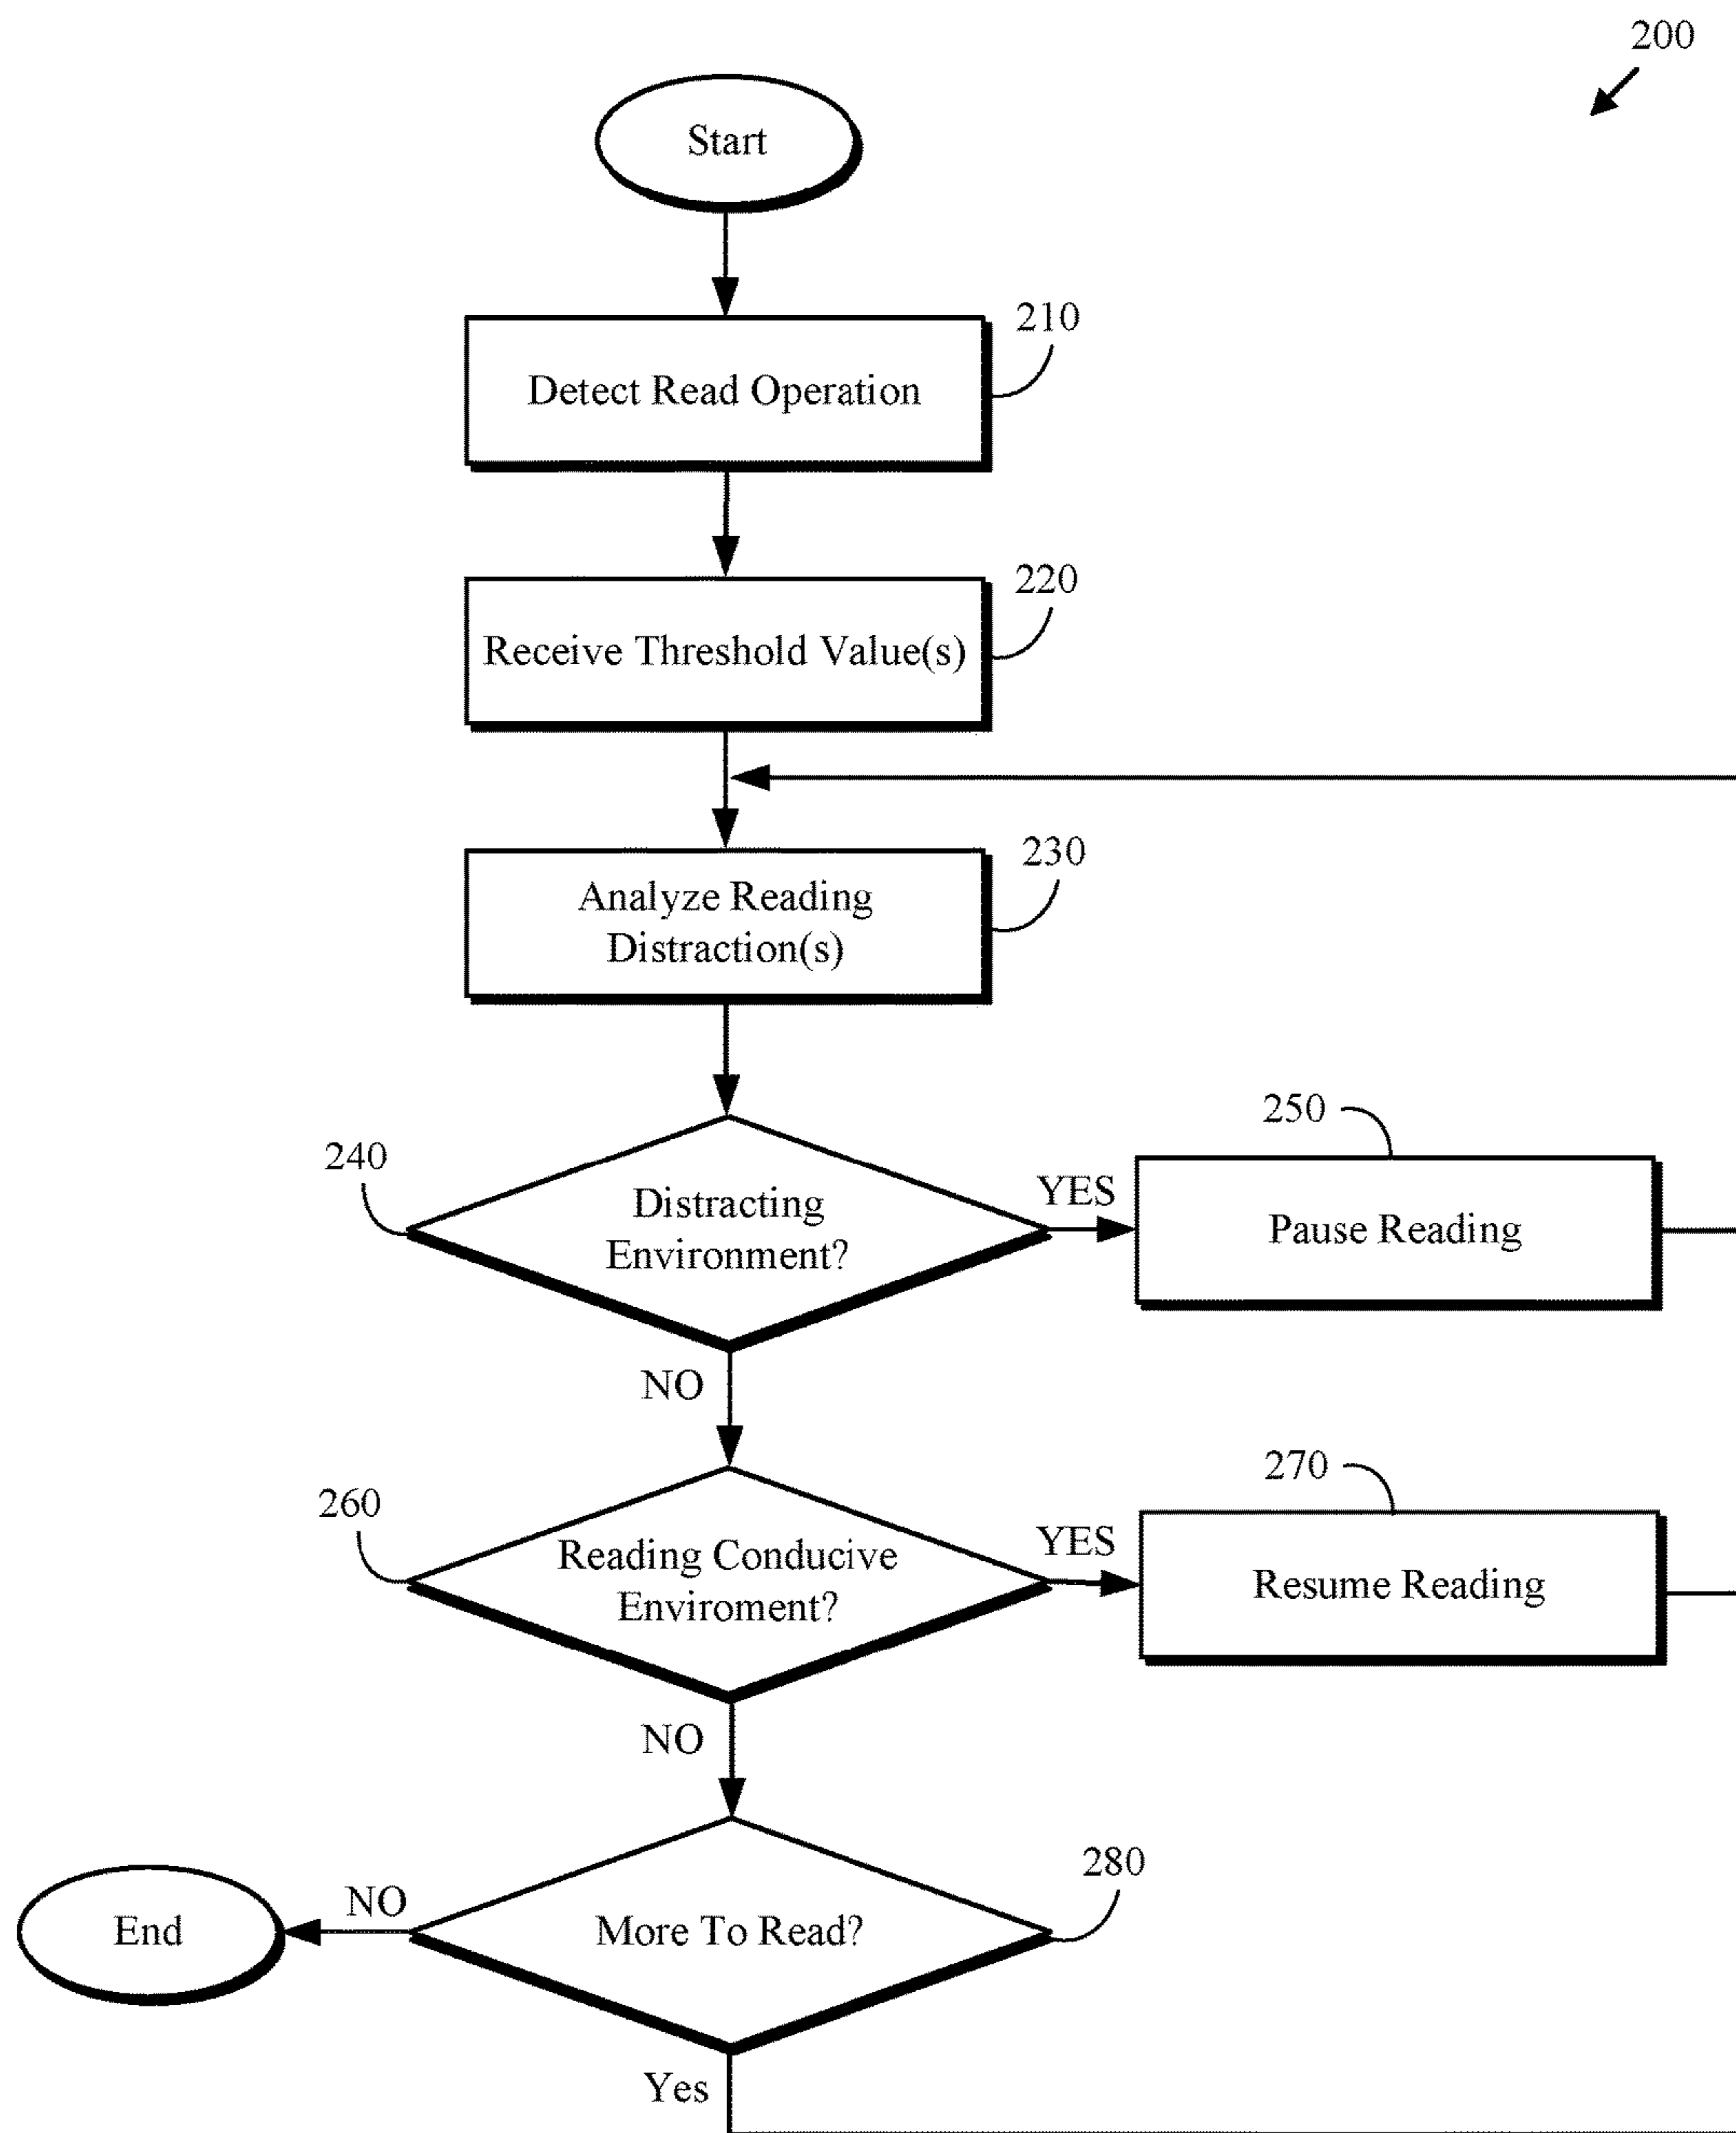 200
Start
210
Detect Read Operation
220
Receive Threshold Value(s)
230
Analyze Reading
Distraction(s)
240
Distracting
Environment?
YES
250
Pause Reading
NO
260
Reading Conducive
Enviroment?
YES
270
Resume Reading
NO
280
More To Read?
NO
End
Yes